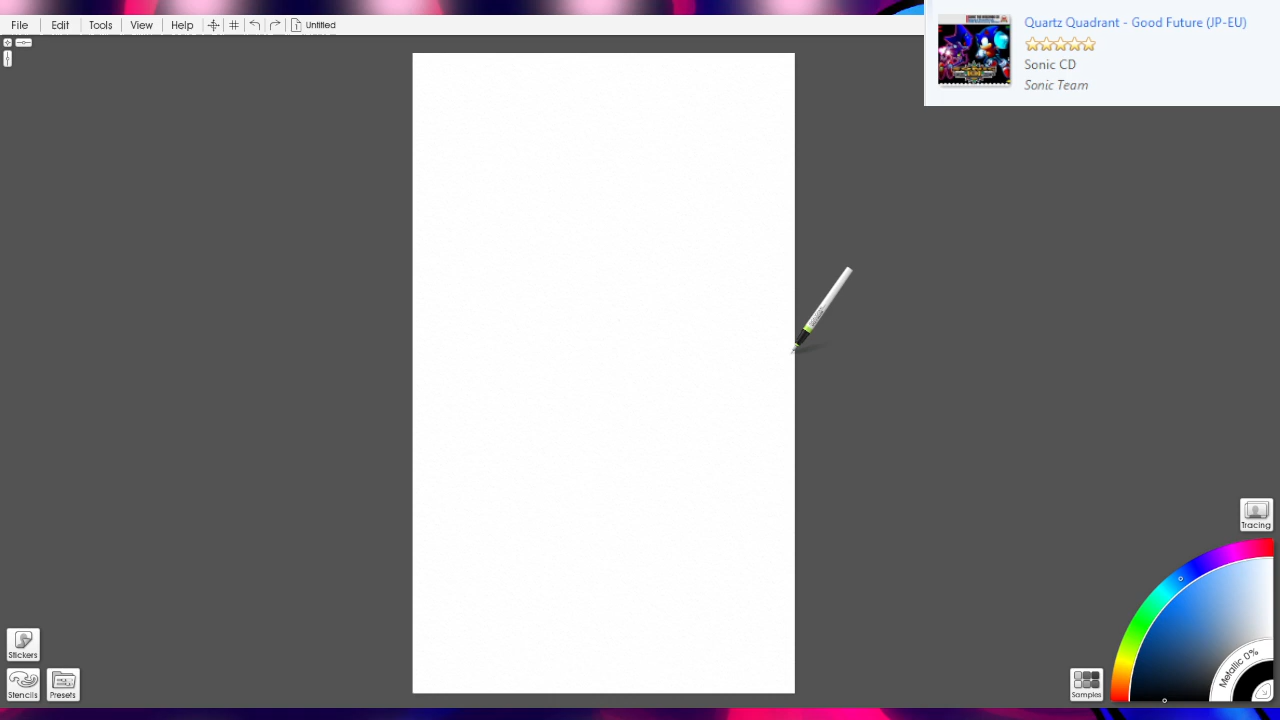 File Edit Tools View Help Untitled
Quartz Quadrant - Good Future (JP-EU)
Sonic CD
Sonic Team
Tracing
Stickers
Stencils Presets
Samples
Metallic 0%